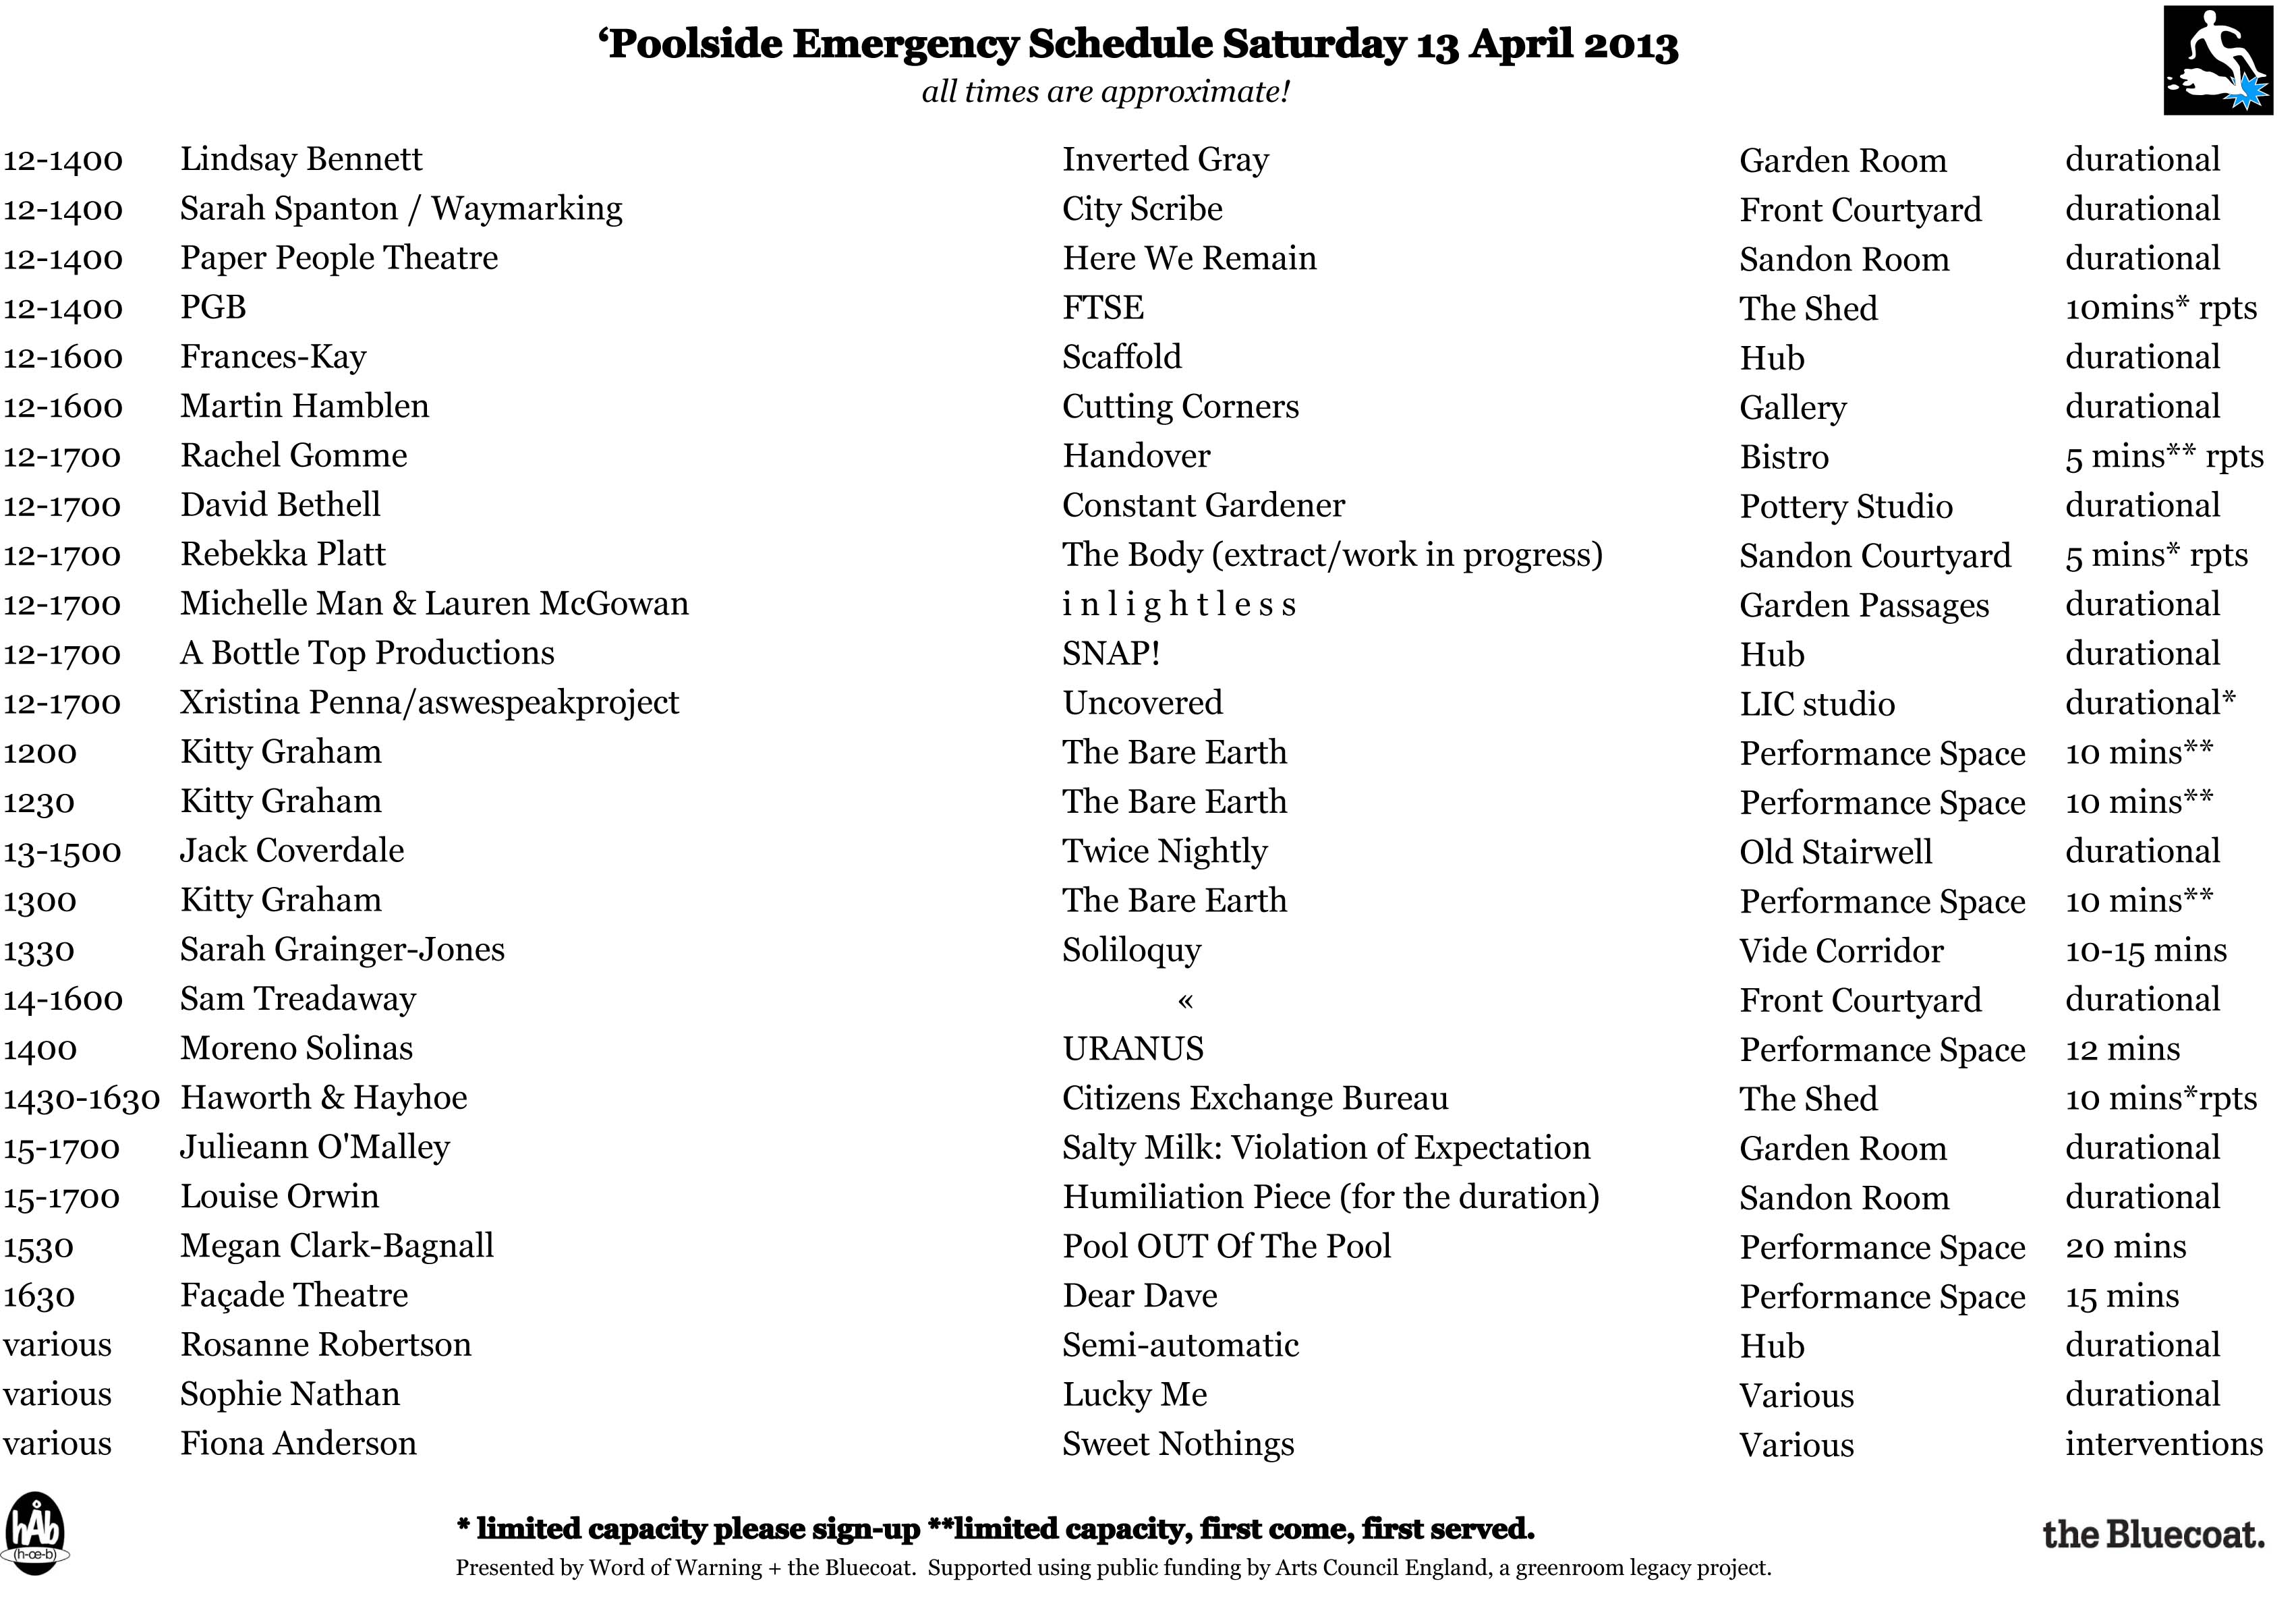 ‘Poolside Emergency Schedule Saturday 13 April 2013
all times are approximate!
12-1400 Lindsay Bennett Inverted Gray Garden Room durational
12-1400 Sarah Spanton / Waymarking City Scribe Front Courtyard durational
12-1400 Paper People Theatre Here We Remain Sandon Room durational
12-1400 PGB FTSE The Shed 10mins* rpts
12-1600 Frances-Kay Scaffold Hub durational
12-1600 Martin Hamblen Cutting Corners Gallery durational
12-1700 Rachel Gomme Handover Bistro 5 mins** rpts
12-1700 David Bethell Constant Gardener Pottery Studio durational
12-1700 Rebekka Platt The Body (extract/work in progress) Sandon Courtyard 5 mins* rpts
12-1700 Michelle Man & Lauren McGowan i n l i g h t l e s s Garden Passages durational
12-1700 A Bottle Top Productions SNAP! Hub durational
12-1700 Xristina Penna/aswespeakproject Uncovered LIC studio durational*
1200 Kitty Graham The Bare Earth Performance Space 10 mins**
1230 Kitty Graham The Bare Earth Performance Space 10 mins**
13-1500 Jack Coverdale Twice Nightly Old Stairwell durational
1300 Kitty Graham The Bare Earth Performance Space 10 mins**
1330 Sarah Grainger-Jones Soliloquy Vide Corridor 10-15 mins
14-1600 Sam Treadaway « Front Courtyard durational
1400 Moreno Solinas URANUS Performance Space 12 mins
1430-1630 Haworth & Hayhoe Citizens Exchange Bureau The Shed 10 mins*rpts
15-1700 Julieann O'Malley Salty Milk: Violation of Expectation Garden Room durational
15-1700 Louise Orwin Humiliation Piece (for the duration) Sandon Room durational
1530 Megan Clark-Bagnall Pool OUT Of The Pool Performance Space 20 mins
1630 Façade Theatre Dear Dave Performance Space 15 mins
various Rosanne Robertson Semi-automatic Hub durational
various Sophie Nathan Lucky Me Various durational
various Fiona Anderson Sweet Nothings Various interventions
hÅb
(h-œ-b)
* limited capacity please sign-up **limited capacity, first come, first served.
the Bluecoat.
Presented by Word of Warning + the Bluecoat. Supported using public funding by Arts Council England, a greenroom legacy project.